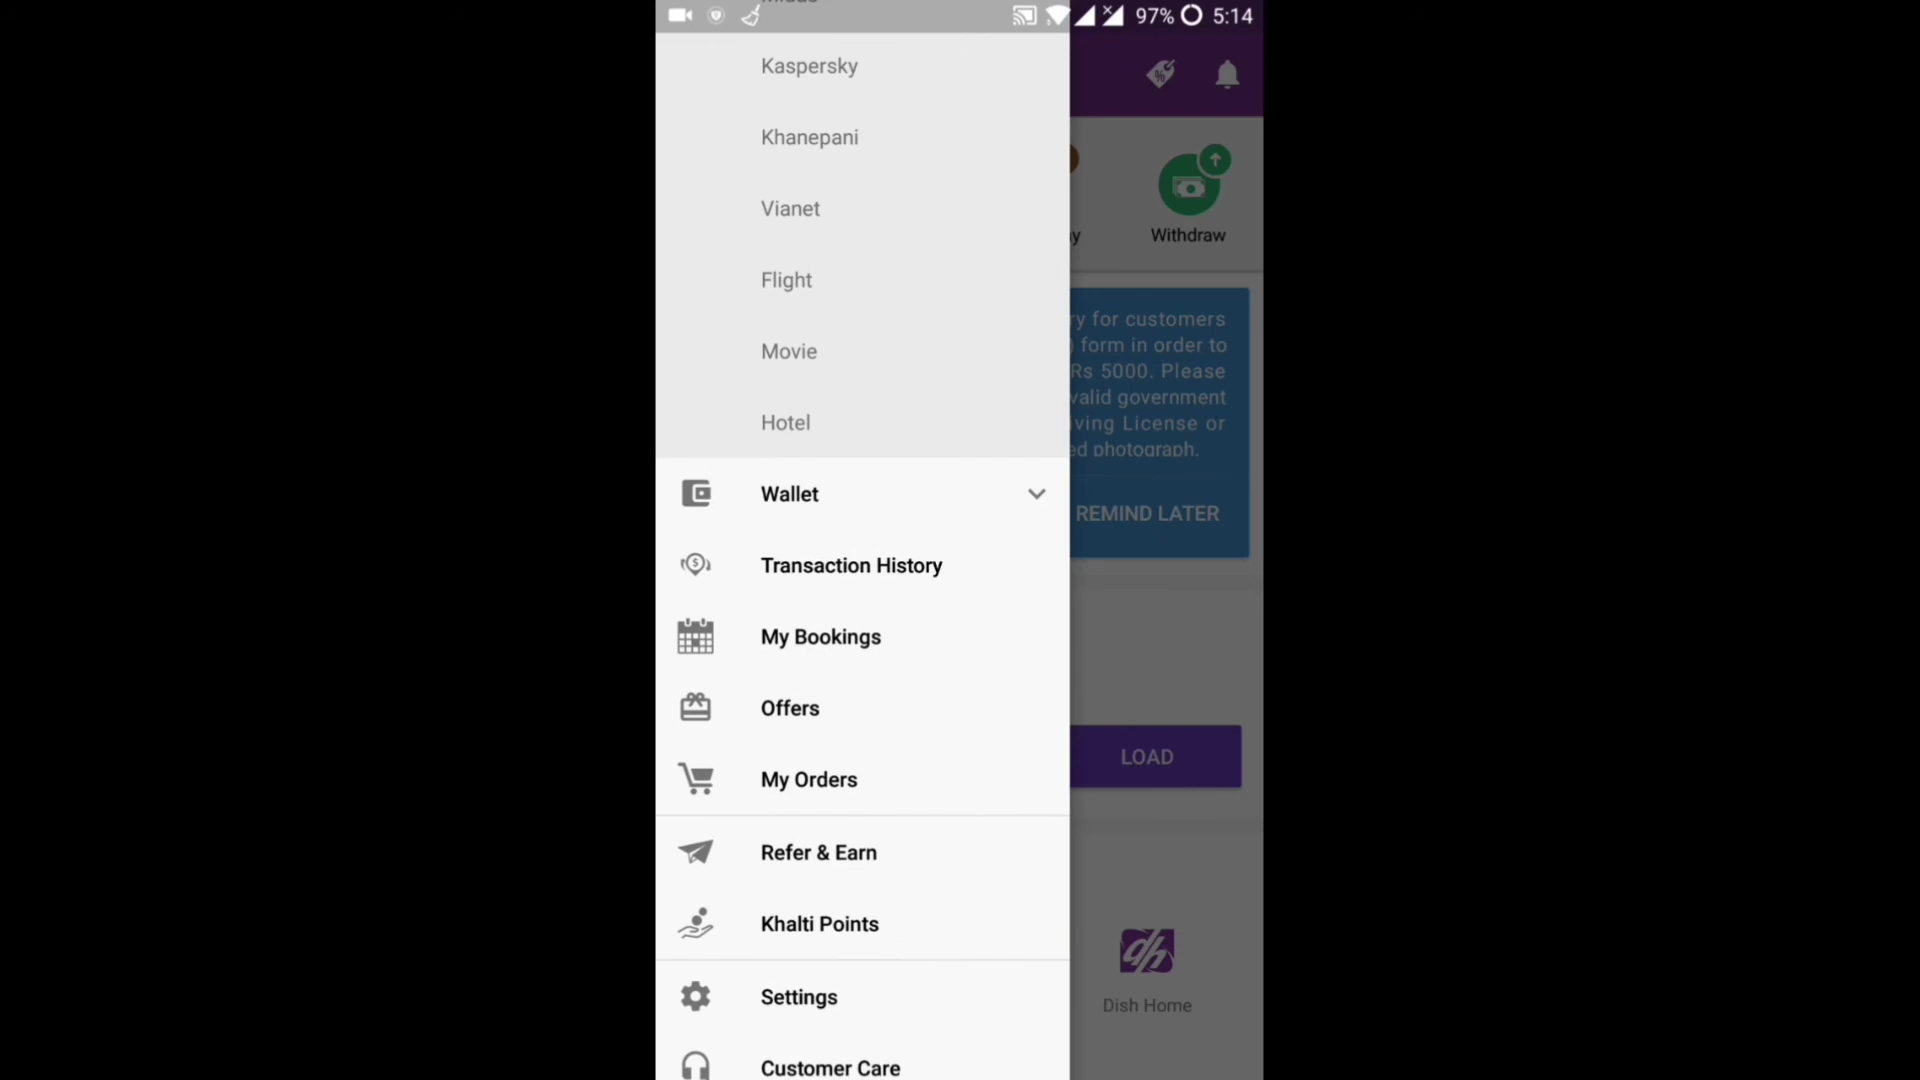 97% 5:14
Kaspersky
Khanepani
Vianet
Flight
Movie
Hotel
Wallet
Transaction History
My Bookings
Offers
My Orders
Refer & Earn
Khalti Points
Settings
Customer Care
%
Withdraw
for customers
form in order to
Rs 5000. Please
valid government
License or
photograph.
REMIND LATER
LOAD
dh
Dish Home